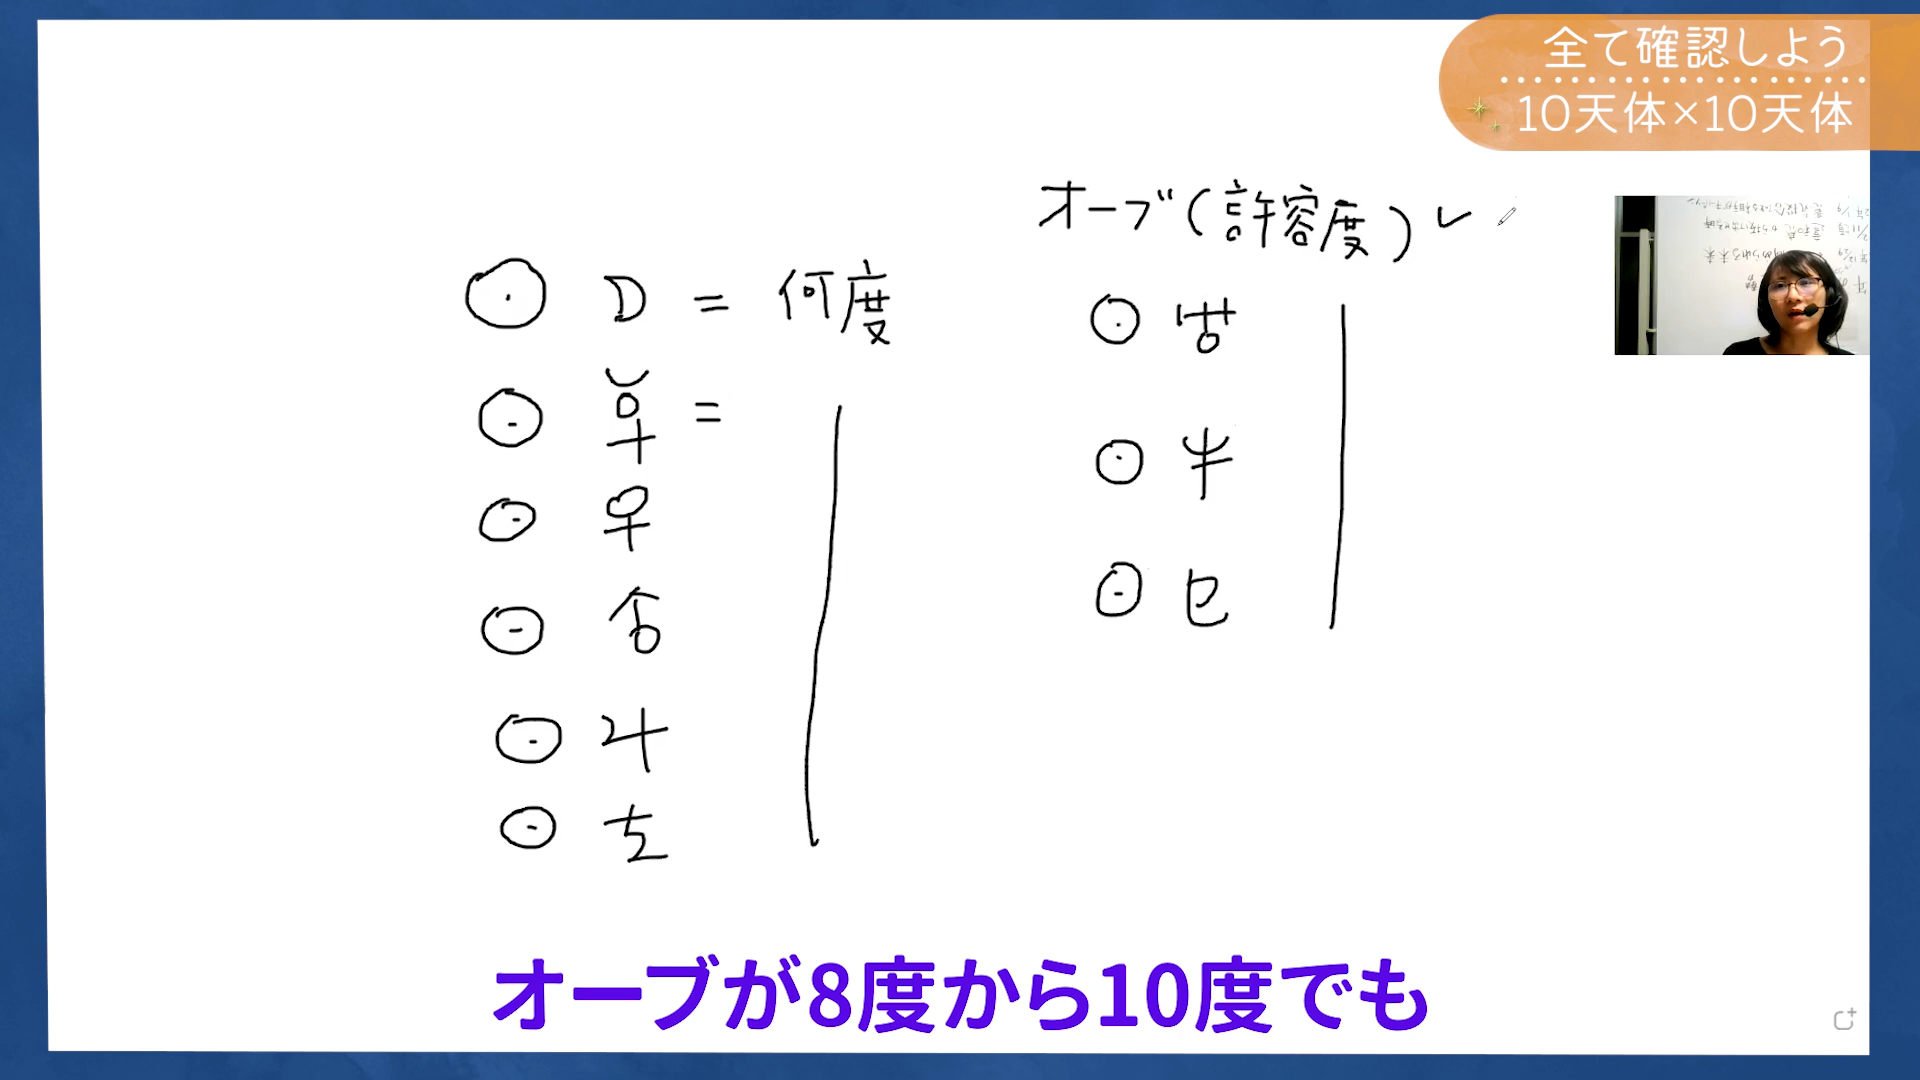 全て確認しよう
10天体×10天体
オーブ(許容度)✓
☉ ☽ = 何度
☉ ☿ =
☉ ♀
☉ ♂
☉ ♃
☉ ♄
☉ ♅
☉ ♆
☉ ♇
オーブが8度から10度でも